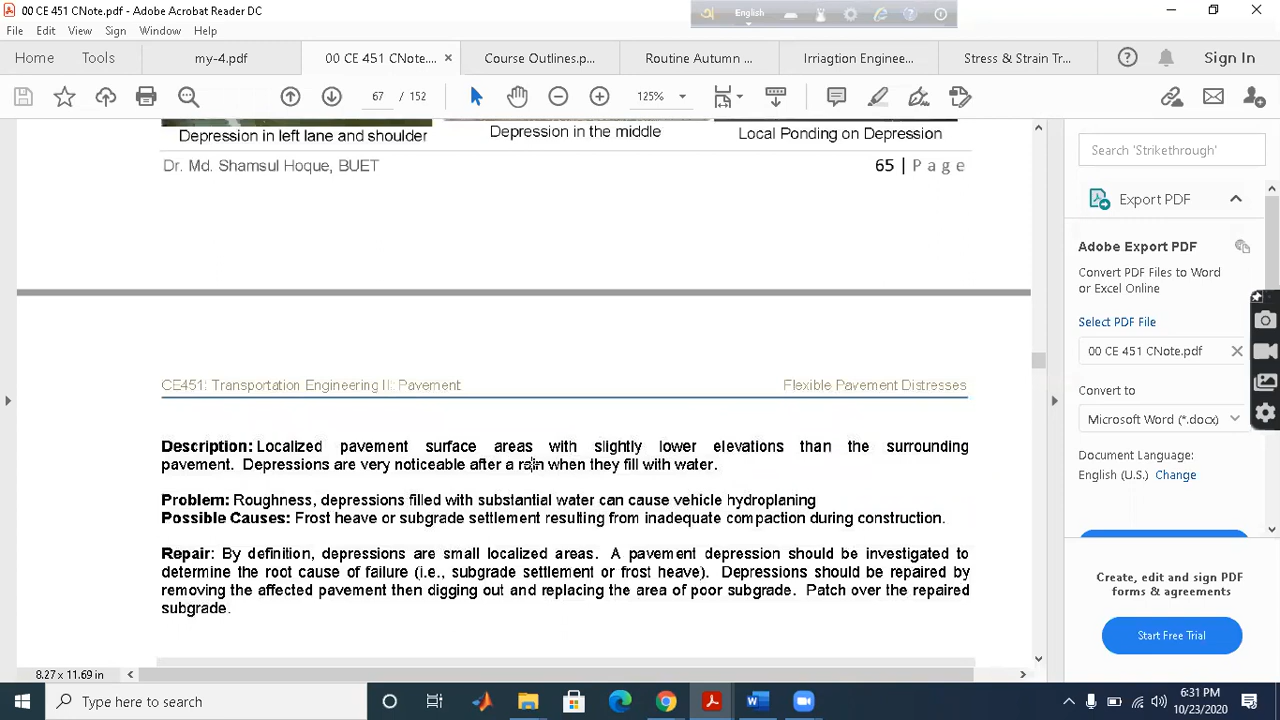 00 CE 451 CNote.pdf - Adobe Acrobat Reader DC
English
File Edit View Sign Window Help
Home Tools my-4.pdf 00 CE 451 CNote.... × Course Outlines.p... Routine Autumn ... Irriagtion Enginee... Stress & Strain Tr... Sign In
67 / 152 125%
Depression in left lane and shoulder Depression in the middle Local Ponding on Depression
Dr. Md. Shamsul Hoque, BUET 65 | Page
CE451: Transportation Engineering II: Pavement Flexible Pavement Distresses
Description: Localized pavement surface areas with slightly lower elevations than the surrounding
pavement. Depressions are very noticeable after a rain when they fill with water.
Problem: Roughness, depressions filled with substantial water can cause vehicle hydroplaning
Possible Causes: Frost heave or subgrade settlement resulting from inadequate compaction during construction.
Repair: By definition, depressions are small localized areas. A pavement depression should be investigated to
determine the root cause of failure (i.e., subgrade settlement or frost heave). Depressions should be repaired by
removing the affected pavement then digging out and replacing the area of poor subgrade. Patch over the repaired
subgrade.
8.27 x 11.69 in
Search 'Strikethrough'
Export PDF
Adobe Export PDF
Convert PDF Files to Word
or Excel Online
Select PDF File
00 CE 451 CNote.pdf
Convert to
Microsoft Word (*.docx)
Document Language:
English (U.S.) Change
Create, edit and sign PDF
forms & agreements
Start Free Trial
Type here to search
6:31 PM
10/23/2020